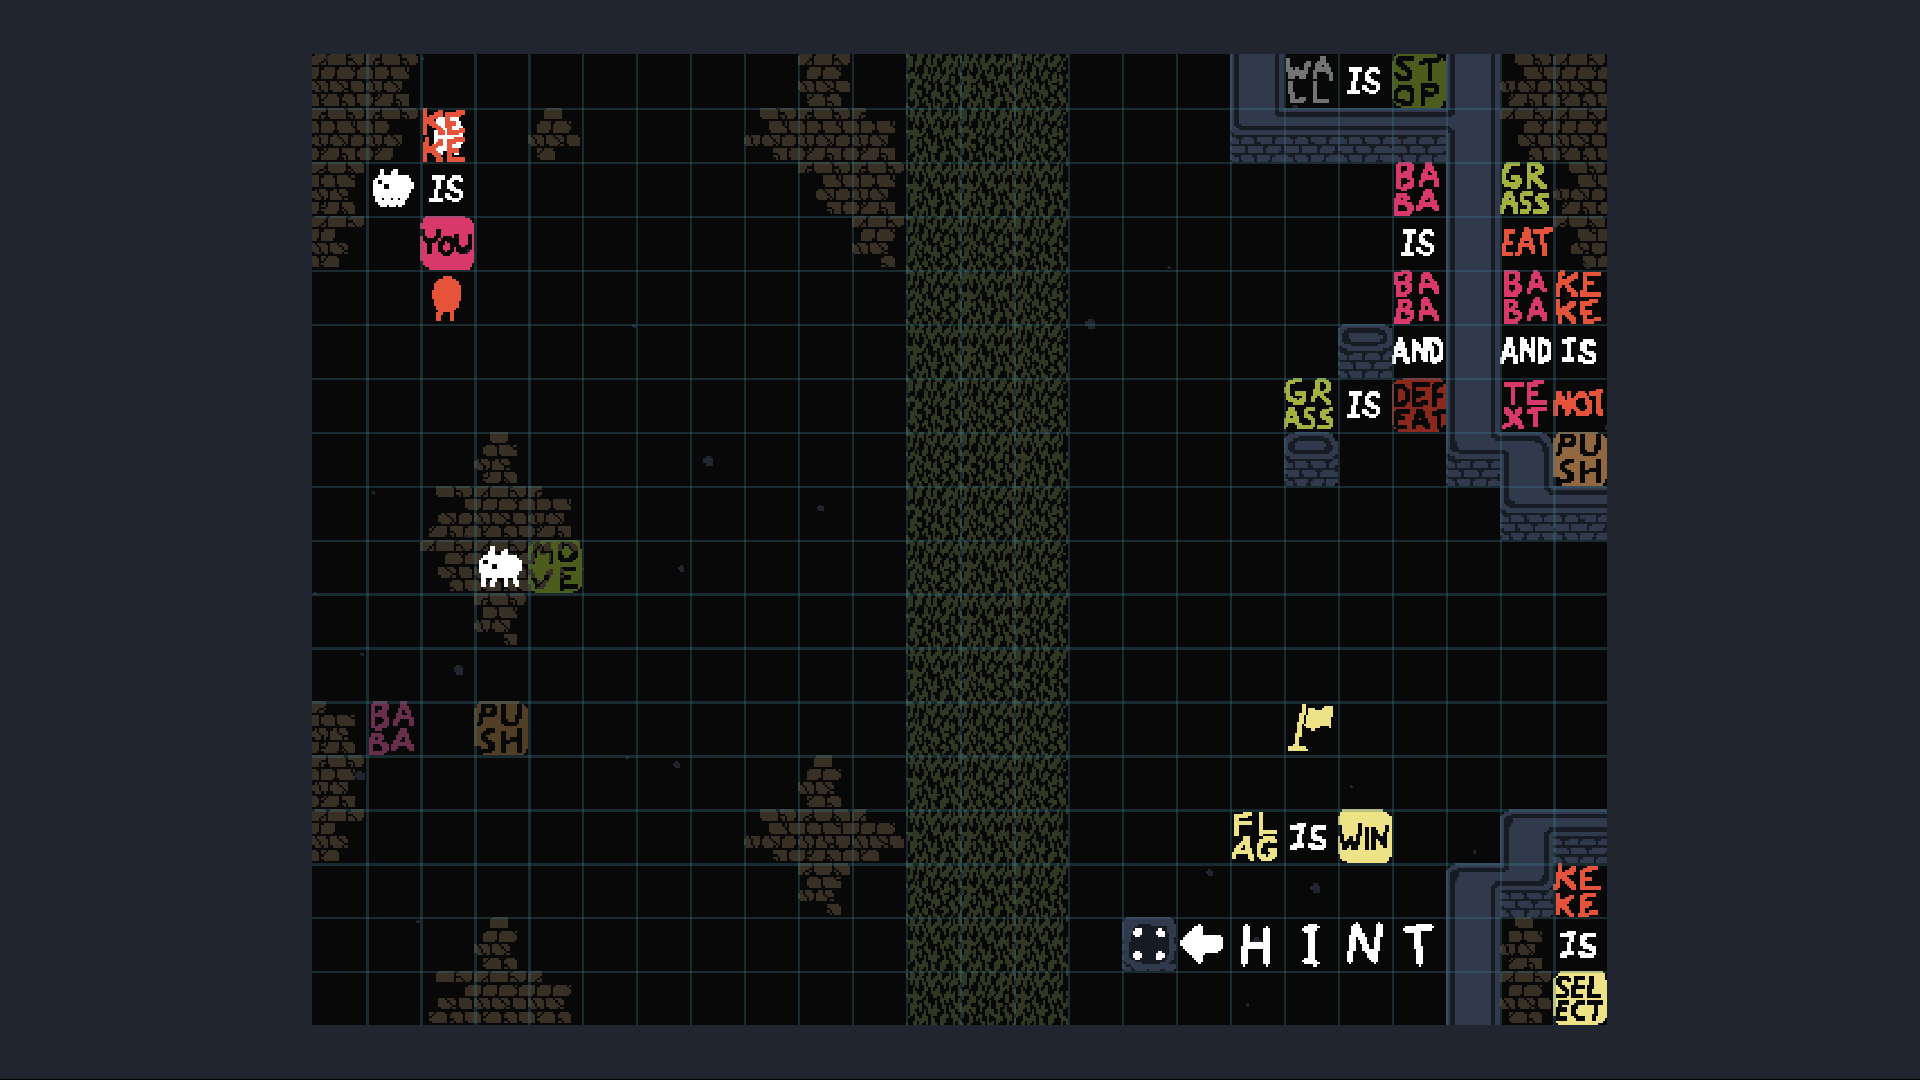 WALL IS STOP
KEKE
IS
YOU
BABA
IS
BABA
AND
GRASS IS DEFEAT
GRASS
EAT
BABA
AND
TEXT
KEKE
IS
NOT
PUSH
MOVE
BABA PUSH
FLAG IS WIN
HINT
KEKE
IS
SELECT